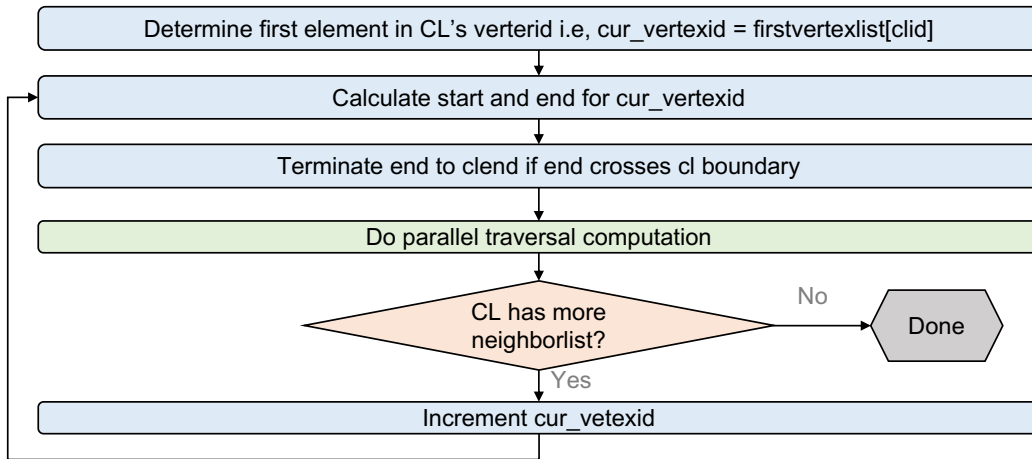 Determine first element in CL's verterid i.e, cur_vertexid = firstvertexlist[clid]
Calculate start and end for cur_vertexid
Terminate end to clend if end crosses cl boundary
Do parallel traversal computation
CL has more
neighborlist?
No
Done
Yes
Increment cur_vetexid